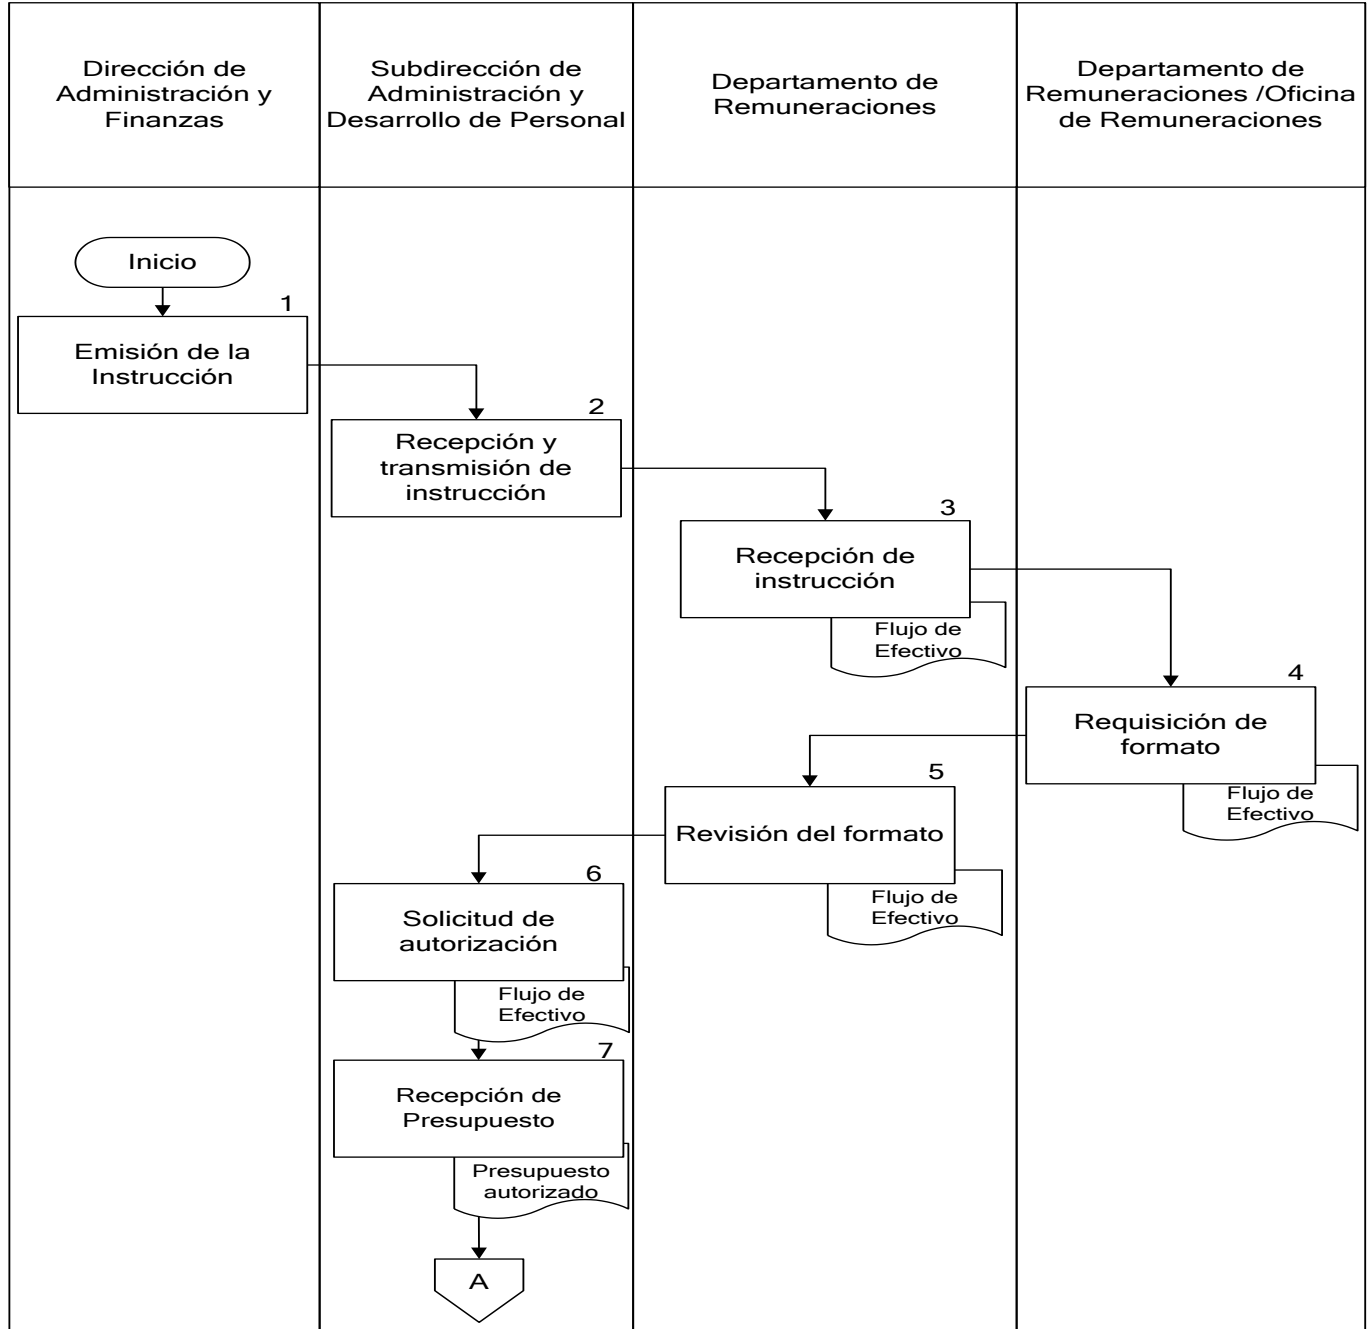 Dirección de
Administración y
Finanzas
Subdirección de
Administración y
Desarrollo de Personal
Departamento de
Remuneraciones
Departamento de
Remuneraciones /Oficina
de Remuneraciones
Inicio
1
Emisión de la
Instrucción
2
Recepción y
transmisión de
instrucción
3
Recepción de
instrucción
Flujo de
Efectivo
4
Requisición de
formato
Flujo de
Efectivo
5
Revisión del formato
Flujo de
Efectivo
6
Solicitud de
autorización
Flujo de
Efectivo
7
Recepción de
Presupuesto
Presupuesto
autorizado
A